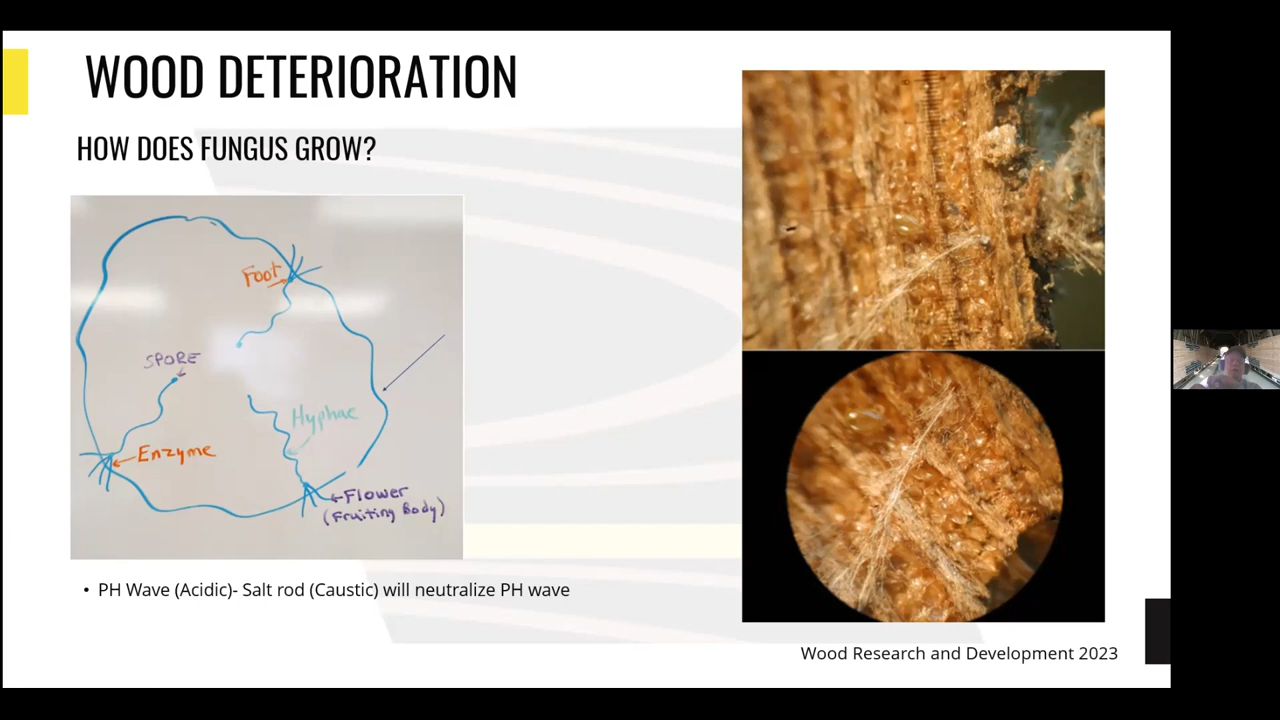 WOOD DETERIORATION
HOW DOES FUNGUS GROW?
Foot
SPORE
Hyphae
Enzyme
Flower
(Fruiting Body)
• PH Wave (Acidic)- Salt rod (Caustic) will neutralize PH wave
Wood Research and Development 2023